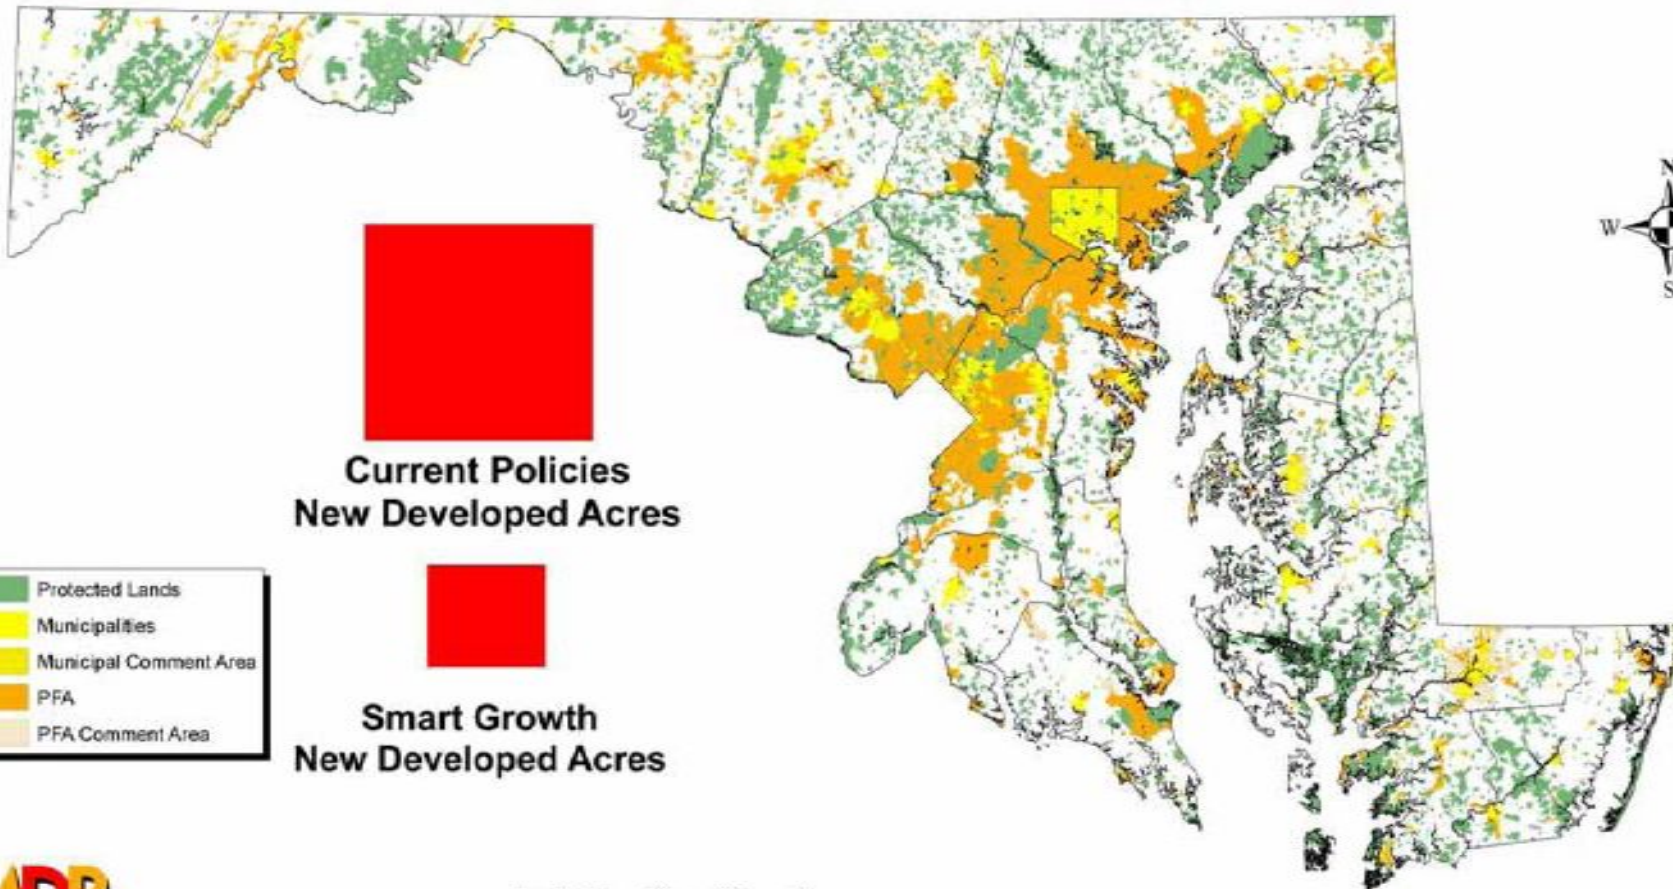 N
W
S
Current Policies
New Developed Acres
Protected Lands
Municipalities
Municipal Comment Area
PFA
PFA Comment Area
Smart Growth
New Developed Acres